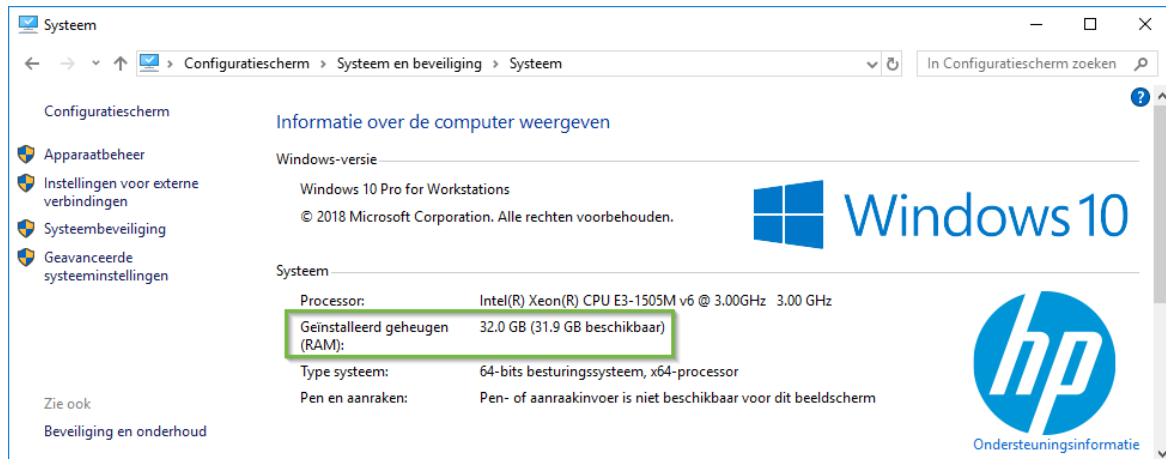 Systeem
Configuratiescherm > Systeem en beveiliging > Systeem
In Configuratiescherm zoeken
?
Configuratiescherm
Apparaatbeheer
Instellingen voor externe
verbindingen
Systeembeveiliging
Geavanceerde
systeeminstellingen
Zie ook
Beveiliging en onderhoud
Informatie over de computer weergeven
Windows-versie
Windows 10 Pro for Workstations
© 2018 Microsoft Corporation. Alle rechten voorbehouden.
Windows 10
Systeem
Processor: Intel(R) Xeon(R) CPU E3-1505M v6 @ 3.00GHz 3.00 GHz
Geïnstalleerd geheugen 32.0 GB (31.9 GB beschikbaar)
(RAM):
Type systeem: 64-bits besturingssysteem, x64-processor
Pen en aanraken: Pen- of aanraakinvoer is niet beschikbaar voor dit beeldscherm
hp
Ondersteuningsinformatie